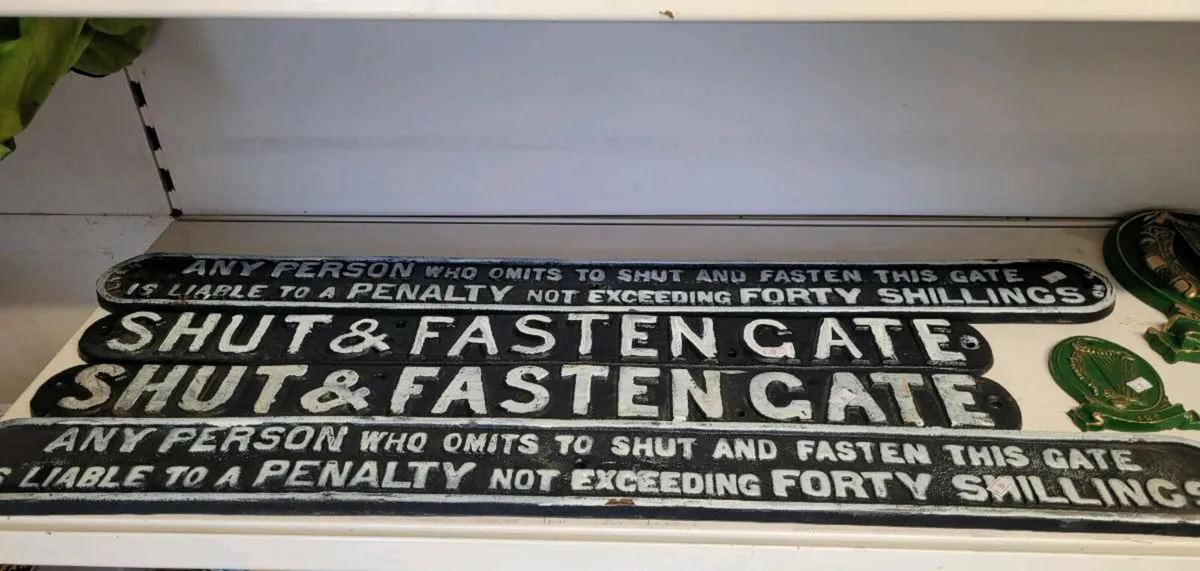 ANY PERSON WHO OMITS TO SHUT AND FASTEN THIS GATE
IS LIABLE TO A PENALTY NOT EXCEEDING FORTY SHILLINGS
SHUT & FASTEN GATE
SHUT & FASTEN GATE
ANY PERSON WHO OMITS TO SHUT AND FASTEN THIS GATE
IS LIABLE TO A PENALTY NOT EXCEEDING FORTY SHILLINGS